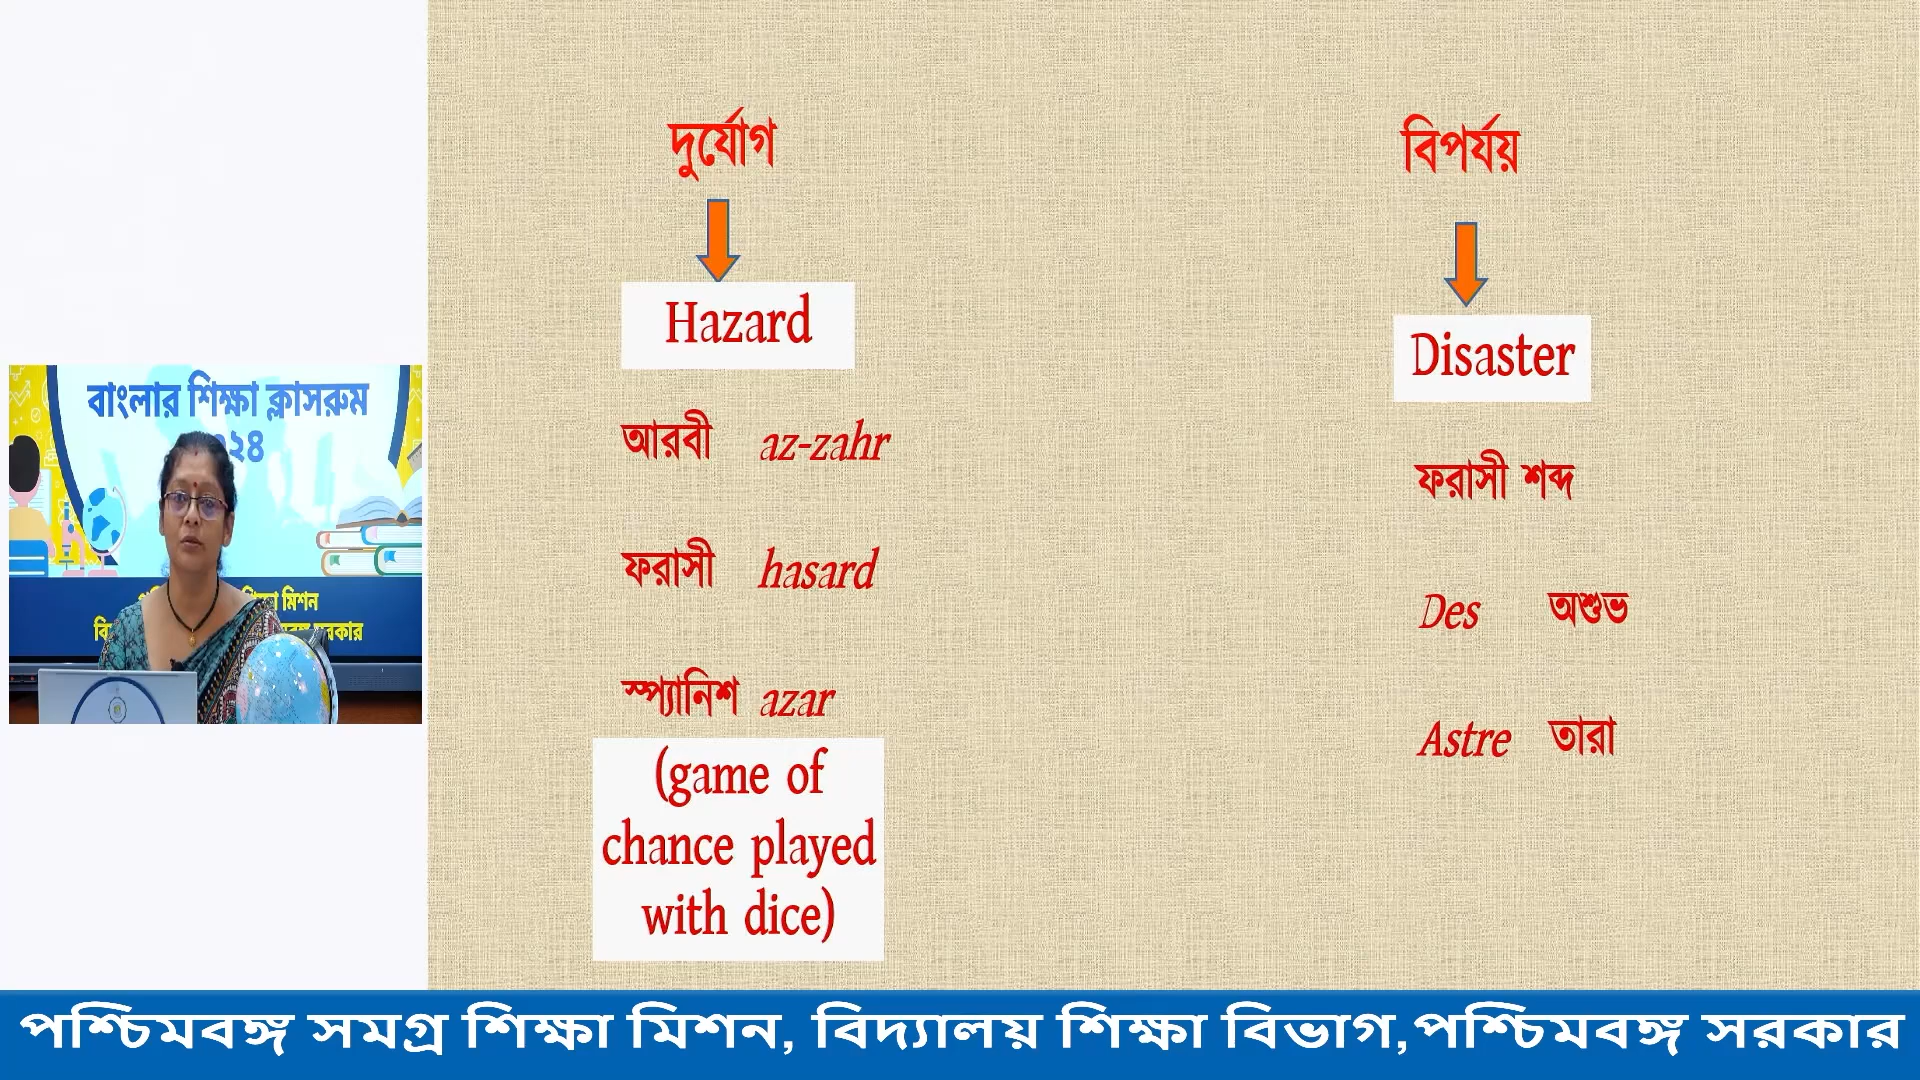 দুর্যোগ
Hazard
আরবী az-zahr
ফরাসী hasard
স্প্যানিশ azar
(game of
chance played
with dice)
বিপর্যয়
Disaster
ফরাসী শব্দ
Des অশুভ
Astre তারা
বাংলার শিক্ষা ক্লাসরুম
২৪
মিশন
পশ্চিমবঙ্গ সমগ্র শিক্ষা মিশন, বিদ্যালয় শিক্ষা বিভাগ,পশ্চিমবঙ্গ সরকার